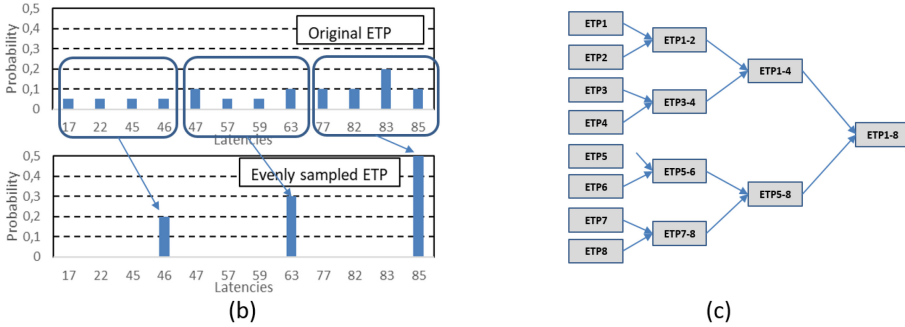 0,5
Original ETP
0,4
0,3
0,2
0,1
0
Probability
17 22 45 46 47 57 59 63 77 82 83 85
Latencies
0,5
Evenly sampled ETP
0,4
0,3
0,2
0,1
0
Probability
17 22 45 46 47 57 59 63 77 82 83 85
Latencies
(b)
ETP1
ETP2
ETP3
ETP4
ETP5
ETP6
ETP7
ETP8
ETP1-2
ETP3-4
ETP5-6
ETP7-8
ETP1-4
ETP5-8
ETP1-8
(c)